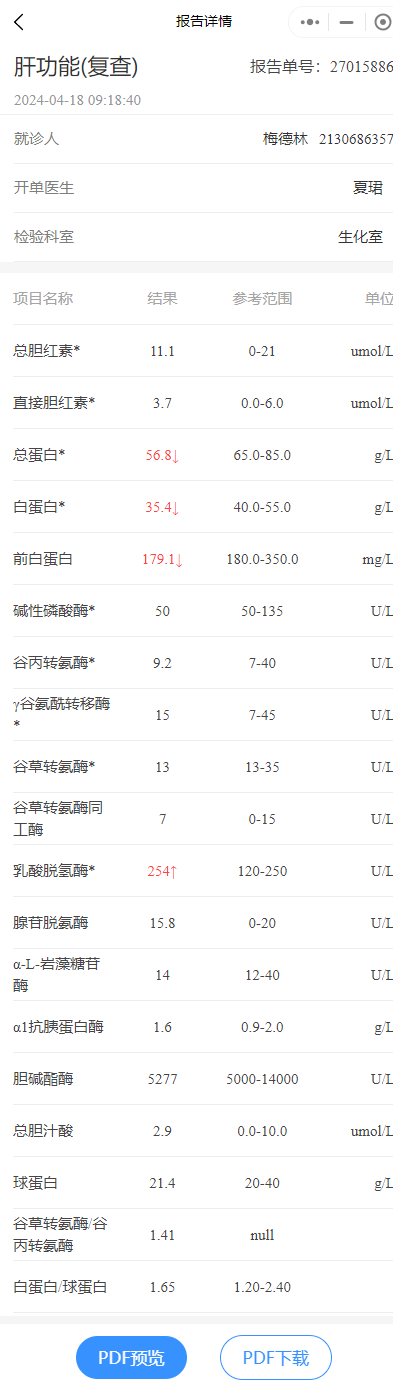 报告详情
肝功能(复查) 报告单号：27015886
2024-04-18 09:18:40
就诊人 梅德林 2130686357
开单医生 夏珺
检验科室 生化室
项目名称 结果 参考范围 单位
总胆红素* 11.1 0-21 umol/L
直接胆红素* 3.7 0.0-6.0 umol/L
总蛋白* 56.8↓ 65.0-85.0 g/L
白蛋白* 35.4↓ 40.0-55.0 g/L
前白蛋白 179.1↓ 180.0-350.0 mg/L
碱性磷酸酶* 50 50-135 U/L
谷丙转氨酶* 9.2 7-40 U/L
γ谷氨酰转移酶
* 15 7-45 U/L
谷草转氨酶* 13 13-35 U/L
谷草转氨酶同
工酶 7 0-15 U/L
乳酸脱氢酶* 254↑ 120-250 U/L
腺苷脱氨酶 15.8 0-20 U/L
α-L-岩藻糖苷
酶 14 12-40 U/L
α1抗胰蛋白酶 1.6 0.9-2.0 g/L
胆碱酯酶 5277 5000-14000 U/L
总胆汁酸 2.9 0.0-10.0 umol/L
球蛋白 21.4 20-40 g/L
谷草转氨酶/谷
丙转氨酶 1.41 null
白蛋白/球蛋白 1.65 1.20-2.40
PDF预览 PDF下载